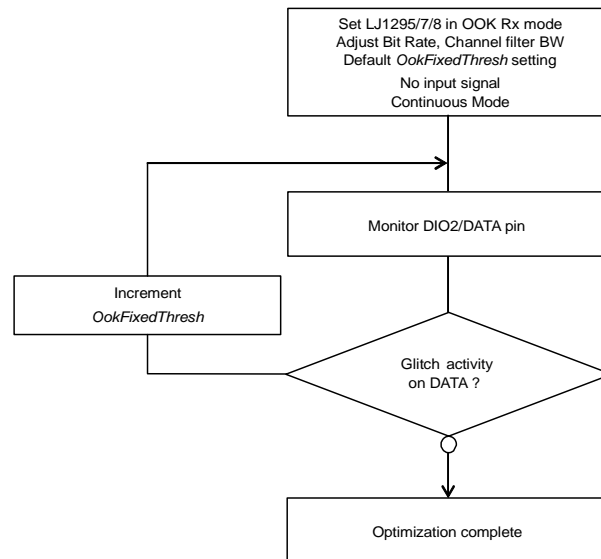 Set LJ1295/7/8 in OOK Rx mode
Adjust Bit Rate, Channel filter BW
Default OokFixedThresh setting
No input signal
Continuous Mode
Monitor DIO2/DATA pin
Increment
OokFixedThresh
Glitch activity
on DATA ?
Optimization complete